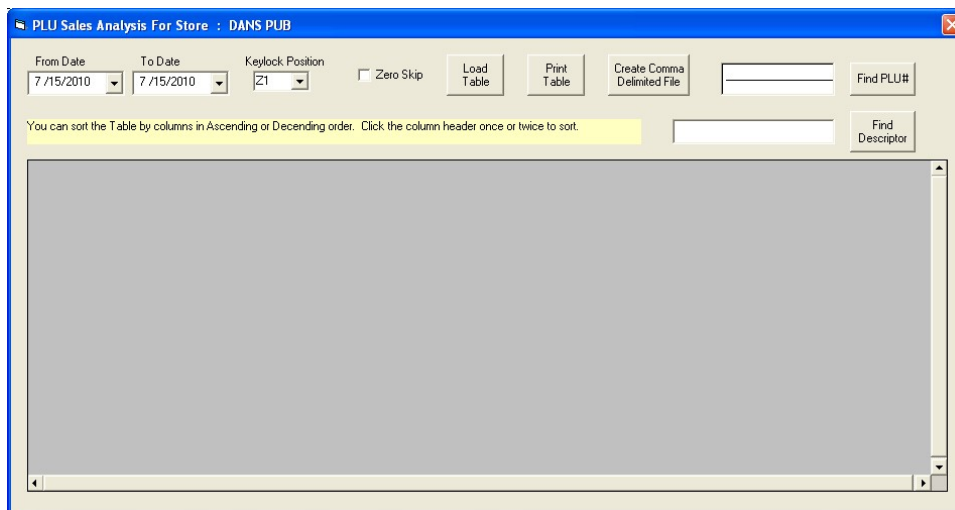 PLU Sales Analysis For Store : DANS PUB
From Date
To Date
Keylock Position
7 /15/2010
7 /15/2010
Z1
Zero Skip
Load
Table
Print
Table
Create Comma
Delimited File
Find PLU#
You can sort the Table by columns in Ascending or Decending order. Click the column header once or twice to sort.
Find
Descriptor